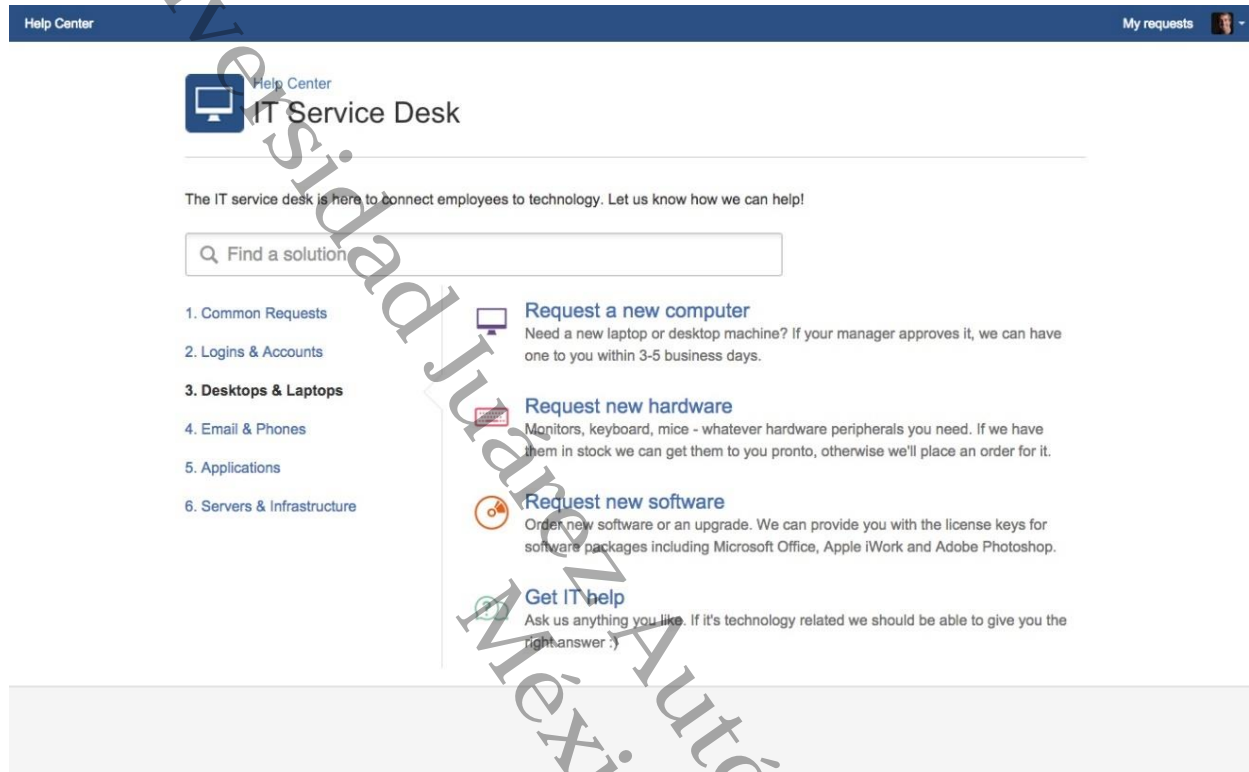 Help Center
My requests
Help Center
IT Service Desk
The IT service desk is here to connect employees to technology. Let us know how we can help!
Find a solution
1. Common Requests
2. Logins & Accounts
3. Desktops & Laptops
4. Email & Phones
5. Applications
6. Servers & Infrastructure
Request a new computer
Need a new laptop or desktop machine? If your manager approves it, we can have
one to you within 3-5 business days.
Request new hardware
Monitors, keyboard, mice - whatever hardware peripherals you need. If we have
them in stock we can get them to you pronto, otherwise we'll place an order for it.
Request new software
Order new software or an upgrade. We can provide you with the license keys for
software packages including Microsoft Office, Apple iWork and Adobe Photoshop.
Get IT help
Ask us anything you like. If it's technology related we should be able to give you the
right answer :)
versidad Juárez Autó
Méxi